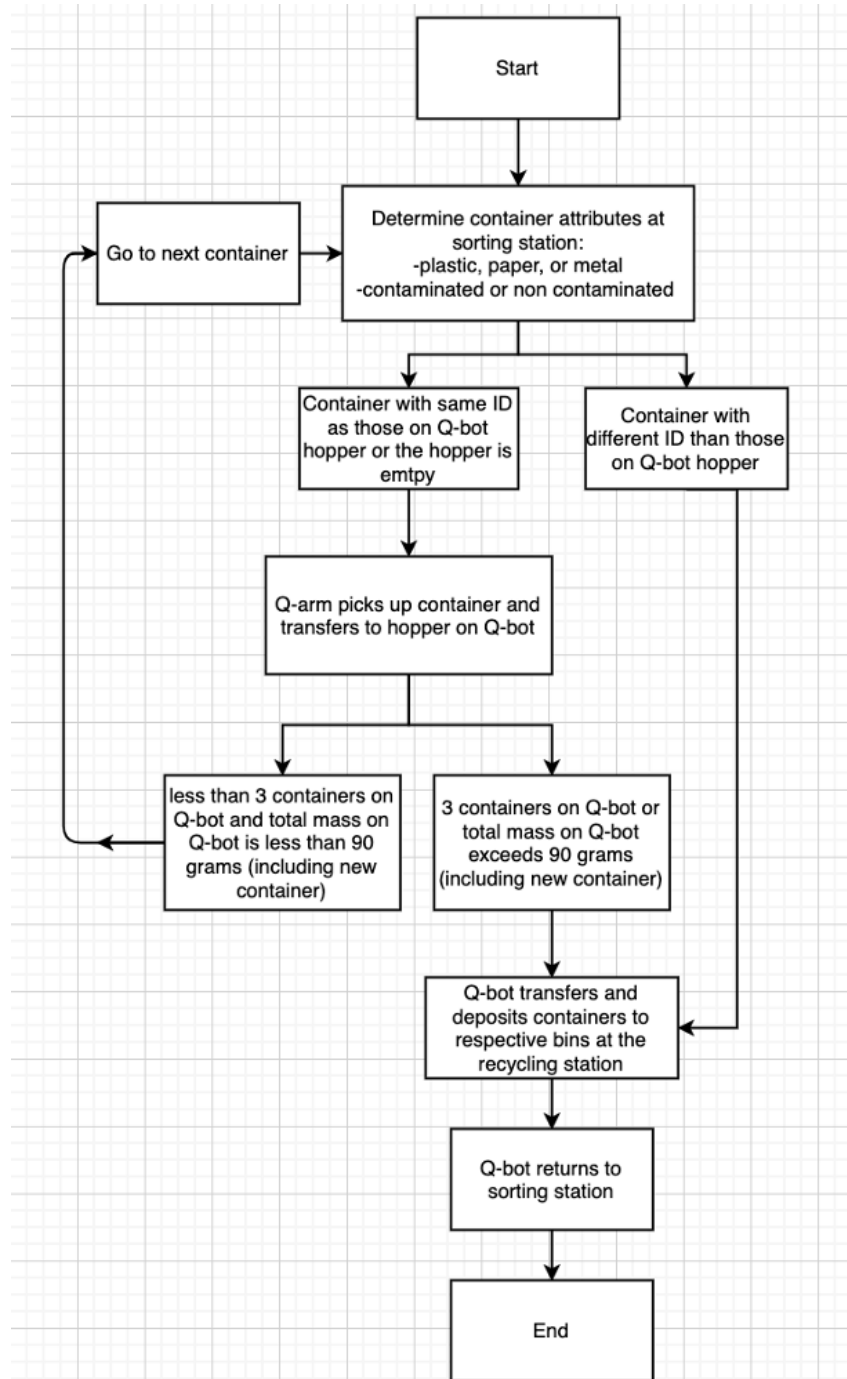 Start
Determine container attributes at
sorting station:
-plastic, paper, or metal
-contaminated or non contaminated
Go to next container
Container with same ID
as those on Q-bot
hopper or the hopper is
emtpy
Container with
different ID than those
on Q-bot hopper
Q-arm picks up container and
transfers to hopper on Q-bot
less than 3 containers on
Q-bot and total mass on
Q-bot is less than 90
grams (including new
container)
3 containers on Q-bot or
total mass on Q-bot
exceeds 90 grams
(including new container)
Q-bot transfers and
deposits containers to
respective bins at the
recycling station
Q-bot returns to
sorting station
End